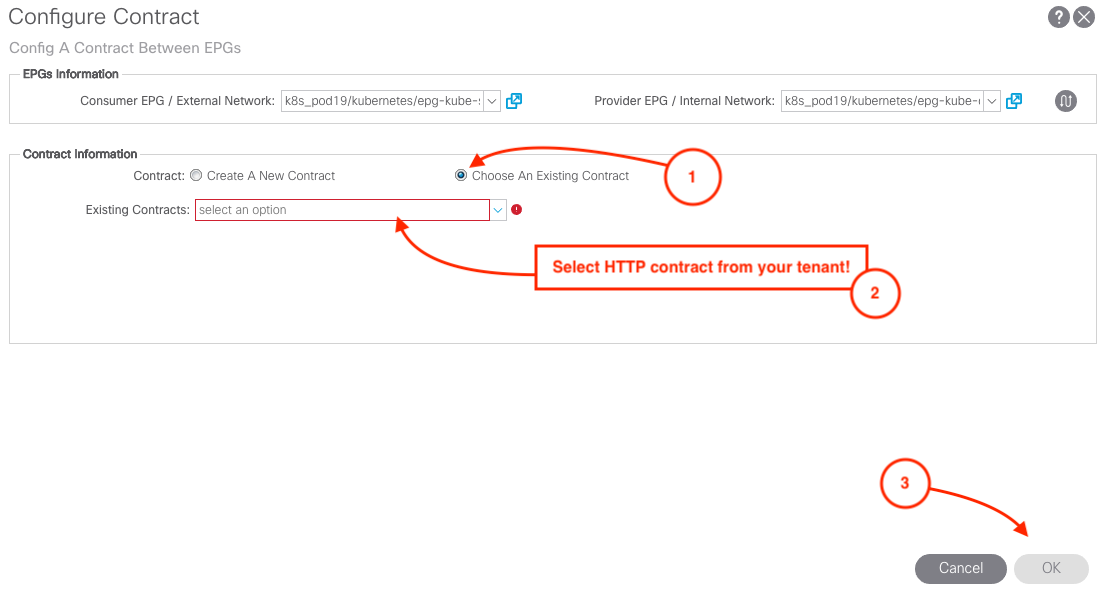 Configure Contract
?
Config A Contract Between EPGs
EPGs Information
Consumer EPG / External Network: k8s_pod19/kubernetes/epg-kube-
Provider EPG / Internal Network: k8s_pod19/kubernetes/epg-kube-
Contract Information
Contract: Create A New Contract
Choose An Existing Contract
1
Existing Contracts: select an option
!
Select HTTP contract from your tenant!
2
3
Cancel
OK